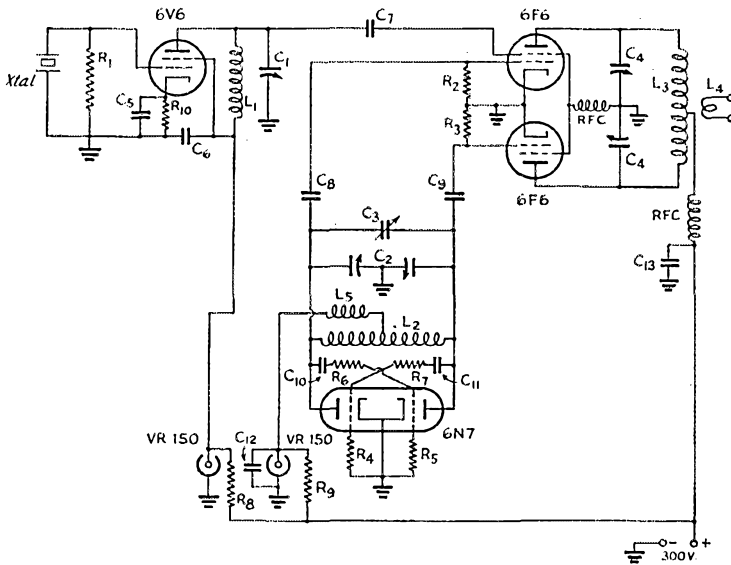 6V6
C7
6F6
Xtal
R1
C5
R10
L1
C1
C6
R2
R3
C4
RFC
C4
L3
L4
6F6
C8
C9
C3
C2
RFC
C13
L5
L2
C10
R6
R7
C11
6N7
VR 150
C12
VR 150
R4
R5
R8
R9
- +
300V.